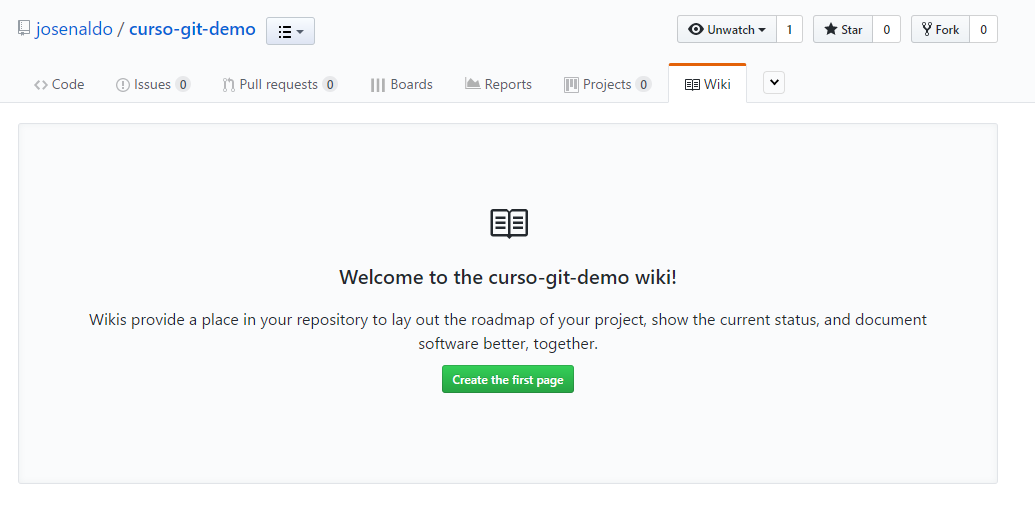 josenaldo / curso-git-demo Unwatch 1 Star 0 Fork 0
Code Issues 0 Pull requests 0 Boards Reports Projects 0 Wiki
Welcome to the curso-git-demo wiki!
Wikis provide a place in your repository to lay out the roadmap of your project, show the current status, and document
software better, together.
Create the first page